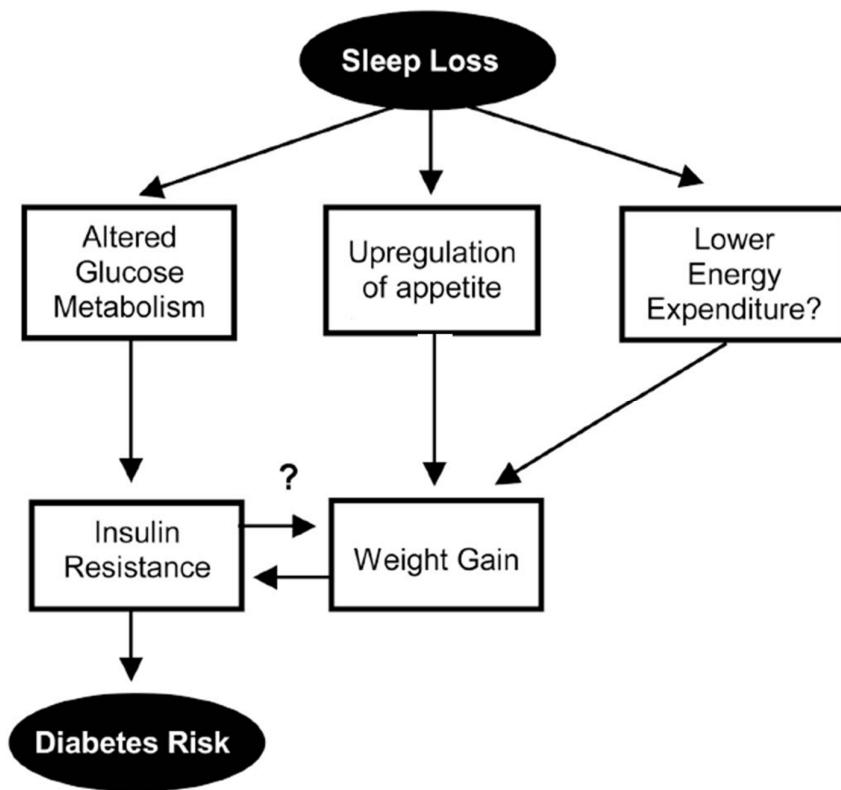 Sleep Loss
Altered
Glucose
Metabolism
Upregulation
of appetite
Lower
Energy
Expenditure?
?
Insulin
Resistance
Weight Gain
Diabetes Risk